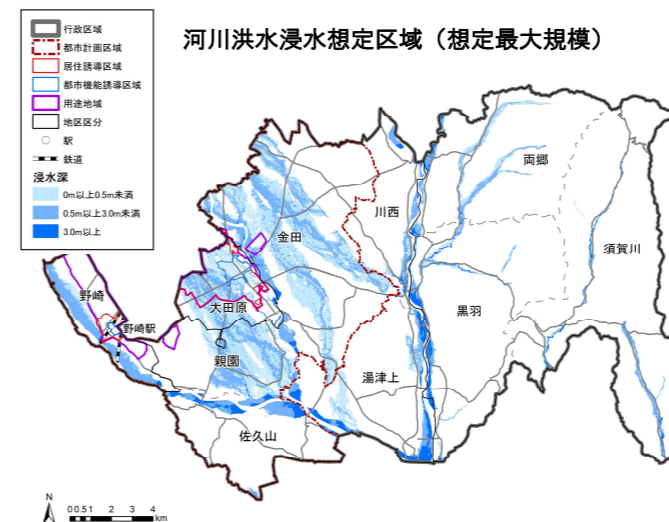 河川洪水浸水想定区域（想定最大規模）
行政区域
都市計画区域
居住誘導区域
都市機能誘導区域
用途地域
地区区分
駅
鉄道
浸水深
0m以上0.5m未満
0.5m以上3.0m未満
3.0m以上
両郷
川西
金田
須賀川
野崎
大田原
黒羽
野崎駅
親園
湯津上
佐久山
N
0 0.5 1 2 3 4
km